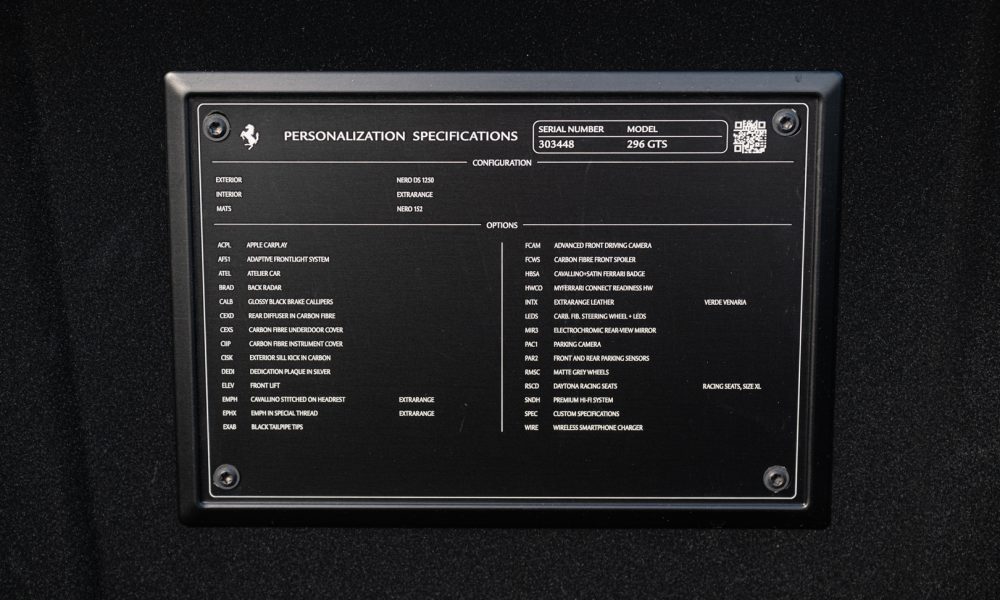 PERSONALIZATION SPECIFICATIONS
SERIAL NUMBER MODEL
303448 296 GTS
CONFIGURATION
EXTERIOR NERO DS 1250
INTERIOR EXTRARANGE
MATS NERO 152
OPTIONS
ACPL APPLE CARPLAY
AFS1 ADAPTIVE FRONTLIGHT SYSTEM
ATEL ATELIER CAR
BRAD BACK RADAR
CALB GLOSSY BLACK BRAKE CALLIPERS
CEXD REAR DIFFUSER IN CARBON FIBRE
CEXS CARBON FIBRE UNDERDOOR COVER
CIIP CARBON FIBRE INSTRUMENT COVER
CISK EXTERIOR SILL KICK IN CARBON
DEDI DEDICATION PLAQUE IN SILVER
ELEV FRONT LIFT
EMPH CAVALLINO STITCHED ON HEADREST EXTRARANGE
EPHX EMPH IN SPECIAL THREAD EXTRARANGE
EXAB BLACK TAILPIPE TIPS
FCAM ADVANCED FRONT DRIVING CAMERA
FCWS CARBON FIBRE FRONT SPOILER
HBSA CAVALLINO+SATIN FERRARI BADGE
HWCO MYFERRARI CONNECT READINESS HW
INTX EXTRARANGE LEATHER VERDE VENARIA
LEDS CARB. FIB. STEERING WHEEL + LEDS
MIR3 ELECTROCHROMIC REAR-VIEW MIRROR
PAC1 PARKING CAMERA
PAR2 FRONT AND REAR PARKING SENSORS
RMSC MATTE GREY WHEELS
RSCD DAYTONA RACING SEATS RACING SEATS, SIZE XL
SNDH PREMIUM HI-FI SYSTEM
SPEC CUSTOM SPECIFICATIONS
WIRE WIRELESS SMARTPHONE CHARGER